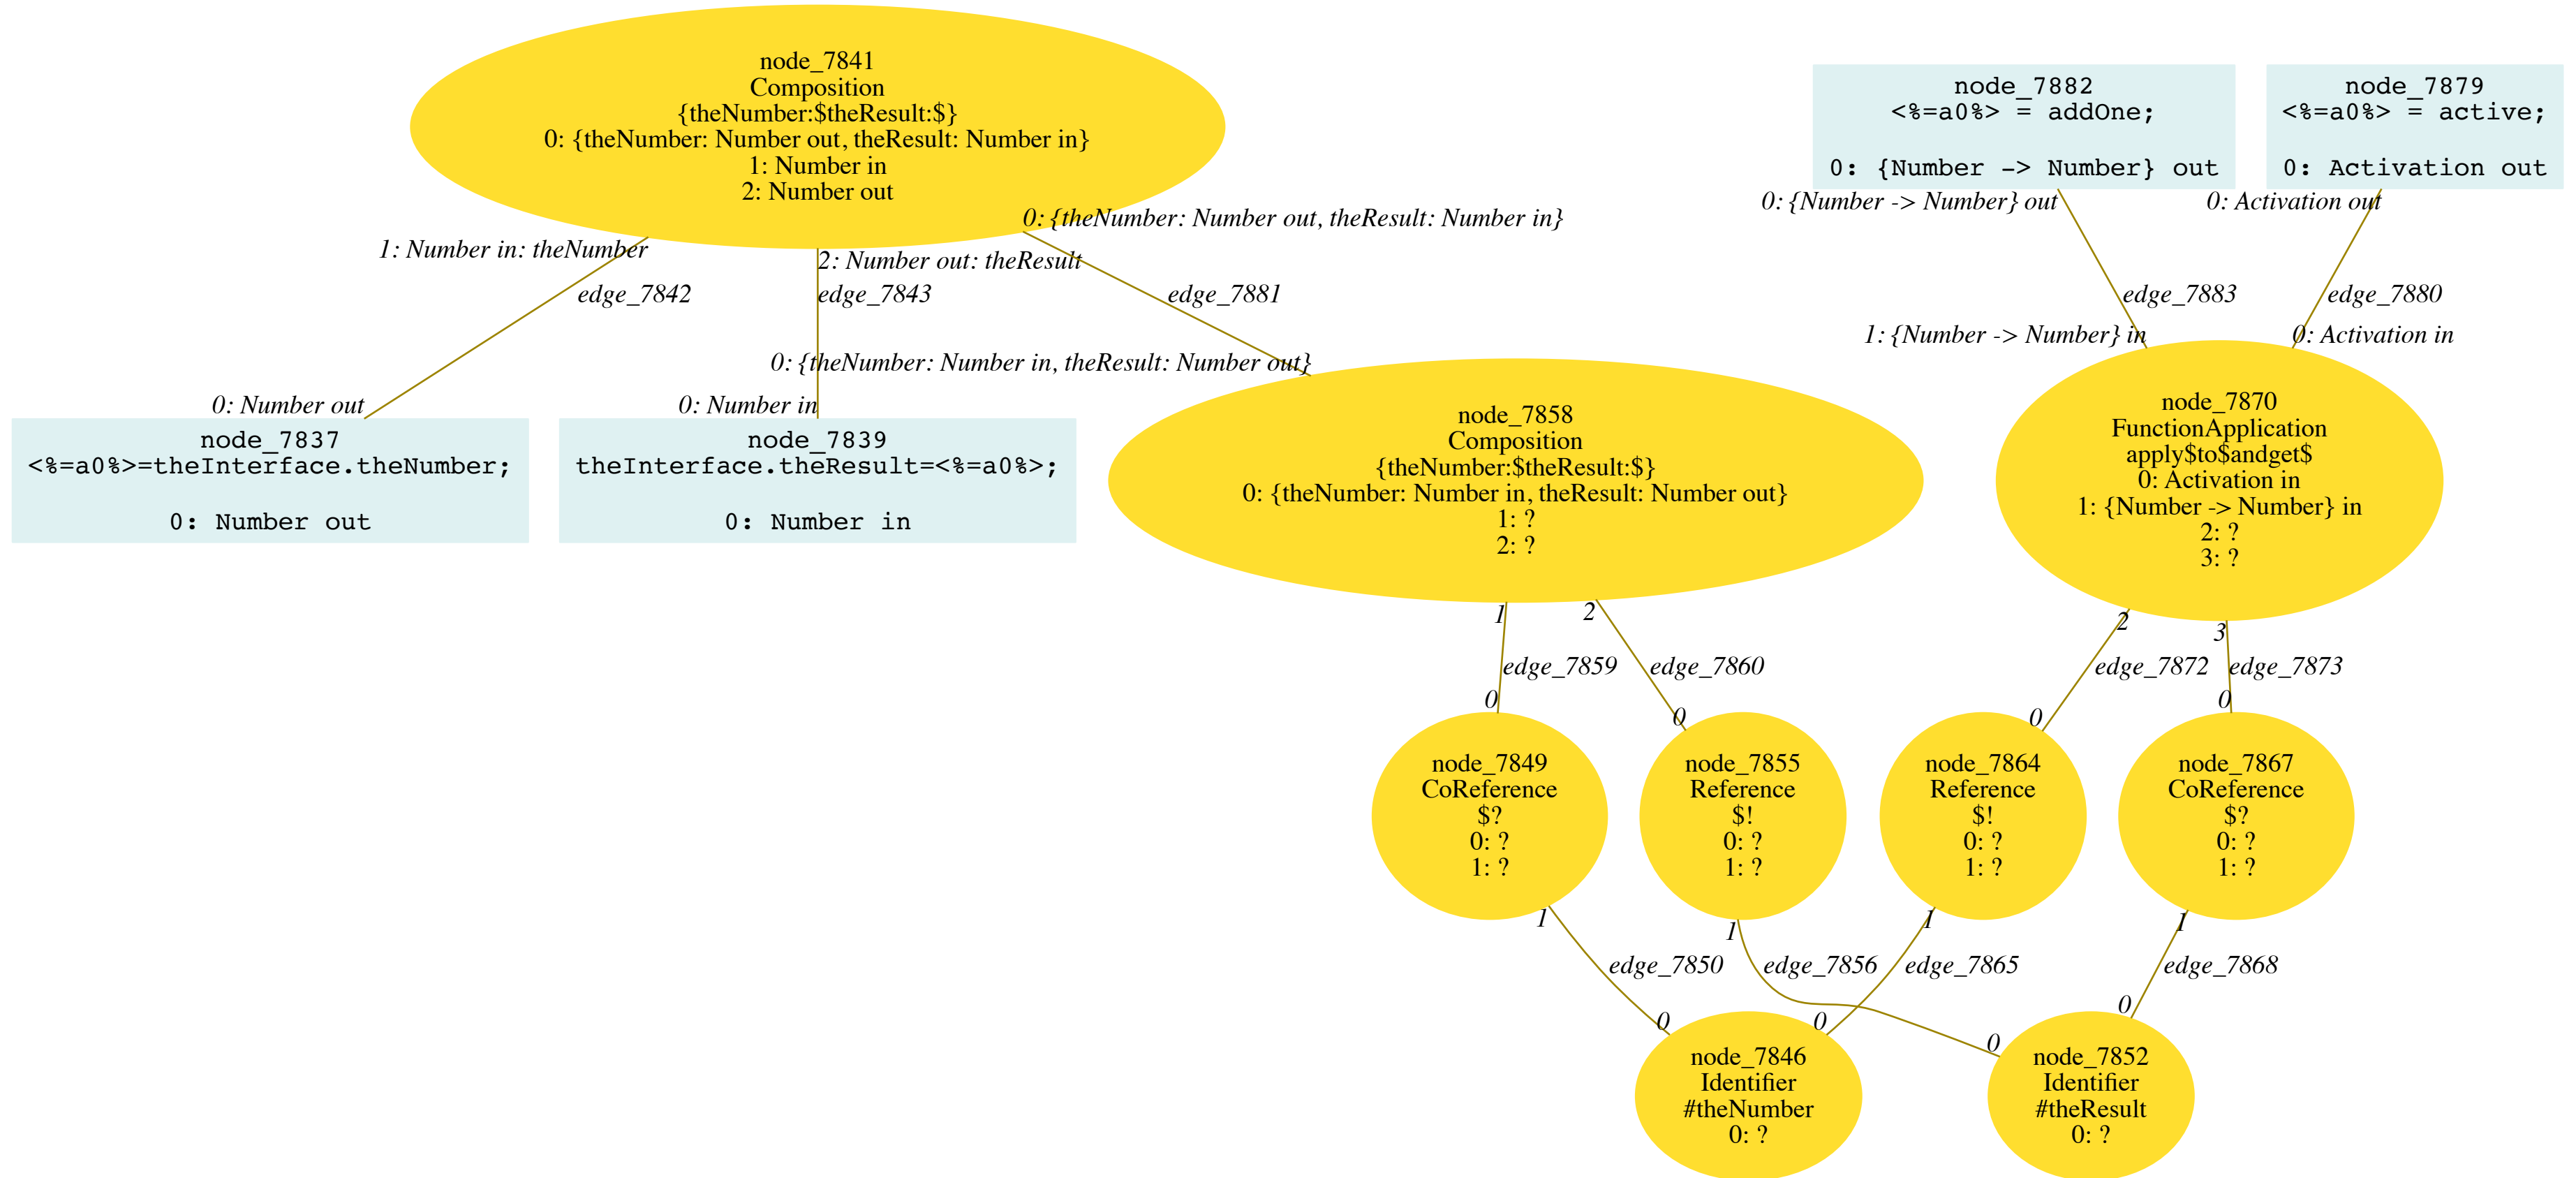 node_7841
Composition
{theNumber:$theResult:$}
0: {theNumber: Number out, theResult: Number in}
1: Number in
2: Number out
node_7882
<%=a0%> = addOne;
0: {Number -> Number} out
node_7879
<%=a0%> = active;
0: Activation out
1: Number in: theNumber
2: Number out: theResult
0: {theNumber: Number out, theResult: Number in}
0: {Number -> Number} out
0: Activation out
edge_7842
edge_7843
edge_7881
edge_7883
edge_7880
0: Number out
0: Number in
0: {theNumber: Number in, theResult: Number out}
1: {Number -> Number} in
0: Activation in
node_7837
<%=a0%>=theInterface.theNumber;
0: Number out
node_7839
theInterface.theResult=<%=a0%>;
0: Number in
node_7858
Composition
{theNumber:$theResult:$}
0: {theNumber: Number in, theResult: Number out}
1: ?
2: ?
node_7870
FunctionApplication
apply$to$andget$
0: Activation in
1: {Number -> Number} in
2: ?
3: ?
1
2
2
3
edge_7859
edge_7860
edge_7872
edge_7873
0
0
0
0
node_7849
CoReference
$?
0: ?
1: ?
node_7855
Reference
$!
0: ?
1: ?
node_7864
Reference
$!
0: ?
1: ?
node_7867
CoReference
$?
0: ?
1: ?
1
1
1
1
edge_7850
edge_7856
edge_7865
edge_7868
0
0
0
0
node_7846
Identifier
#theNumber
0: ?
node_7852
Identifier
#theResult
0: ?